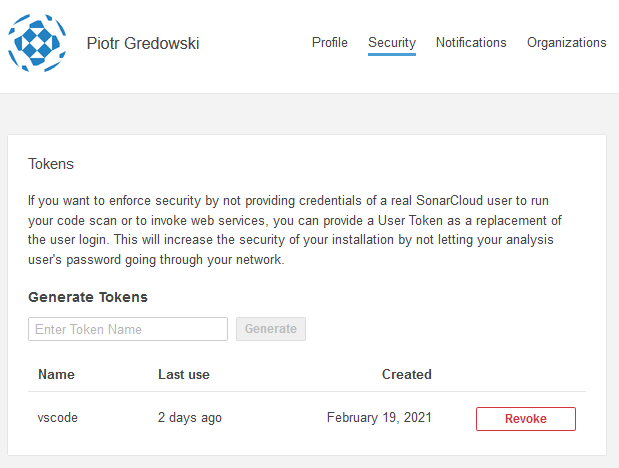 Piotr Gredowski Profile Security Notifications Organizations
Tokens
If you want to enforce security by not providing credentials of a real SonarCloud user to run
your code scan or to invoke web services, you can provide a User Token as a replacement of
the user login. This will increase the security of your installation by not letting your analysis
user's password going through your network.
Generate Tokens
Enter Token Name Generate
Name Last use Created
vscode 2 days ago February 19, 2021 Revoke